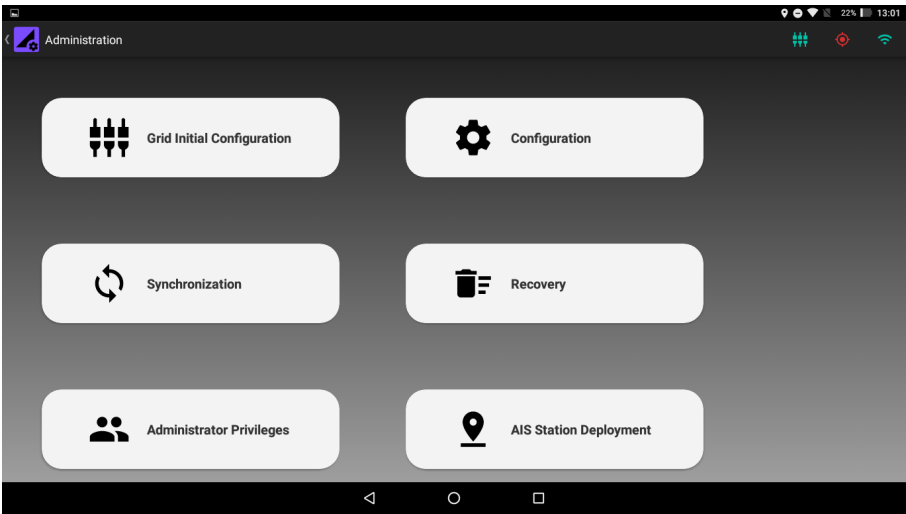 22% 13:01
Administration
Grid Initial Configuration
Configuration
Synchronization
Recovery
Administrator Privileges
AIS Station Deployment